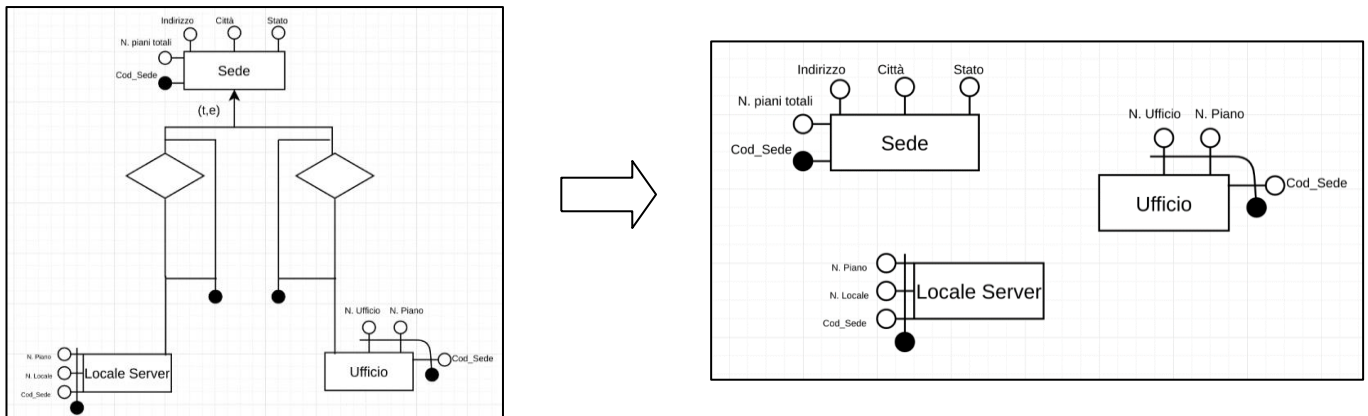 Indirizzo Città Stato
N. piani totali
Cod_Sede
Sede
(t,e)
N. Ufficio N. Piano
Cod_Sede
Ufficio
N. Piano
N. Locale
Cod_Sede
Locale Server
Indirizzo Città Stato
N. piani totali
Cod_Sede
Sede
N. Ufficio N. Piano
Cod_Sede
Ufficio
N. Piano
N. Locale
Cod_Sede
Locale Server